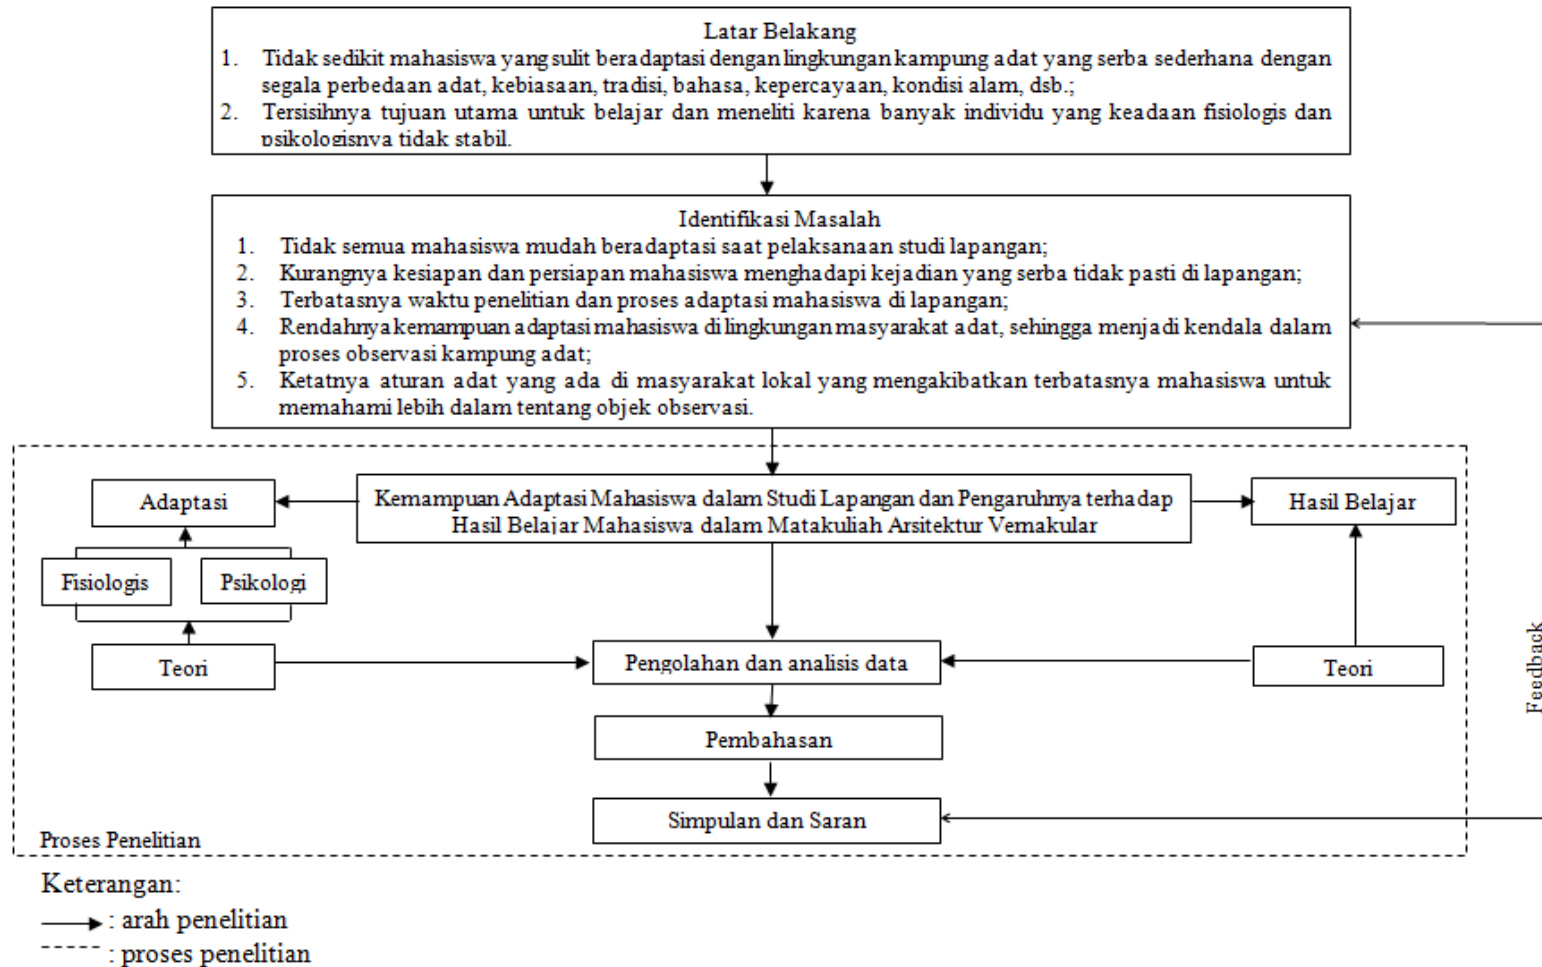 Latar Belakang
1. Tidak sedikit mahasiswa yang sulit beradaptasi dengan lingkungan kampung adat yang serba sederhana dengan
segala perbedaan adat, kebiasaan, tradisi, bahasa, kepercayaan, kondisi alam, dsb.;
2. Tersisihnya tujuan utama untuk belajar dan meneliti karena banyak individu yang keadaan fisiologis dan
psikologisnya tidak stabil.
Identifikasi Masalah
1. Tidak semua mahasiswa mudah beradaptasi saat pelaksanaan studi lapangan;
2. Kurangnya kesiapan dan persiapan mahasiswa menghadapi kejadian yang serba tidak pasti di lapangan;
3. Terbatasnya waktu penelitian dan proses adaptasi mahasiswa di lapangan;
4. Rendahnya kemampuan adaptasi mahasiswa di lingkungan masyarakat adat, sehingga menjadi kendala dalam
proses observasi kampung adat;
5. Ketatnya aturan adat yang ada di masyarakat lokal yang mengakibatkan terbatasnya mahasiswa untuk
memahami lebih dalam tentang objek observasi.
Adaptasi
Kemampuan Adaptasi Mahasiswa dalam Studi Lapangan dan Pengaruhnya terhadap
Hasil Belajar Mahasiswa dalam Matakuliah Arsitektur Vernakular
Hasil Belajar
Fisiologis
Psikologi
Teori
Pengolahan dan analisis data
Teori
Feedback
Pembahasan
Simpulan dan Saran
Proses Penelitian
Keterangan:
: arah penelitian
: proses penelitian